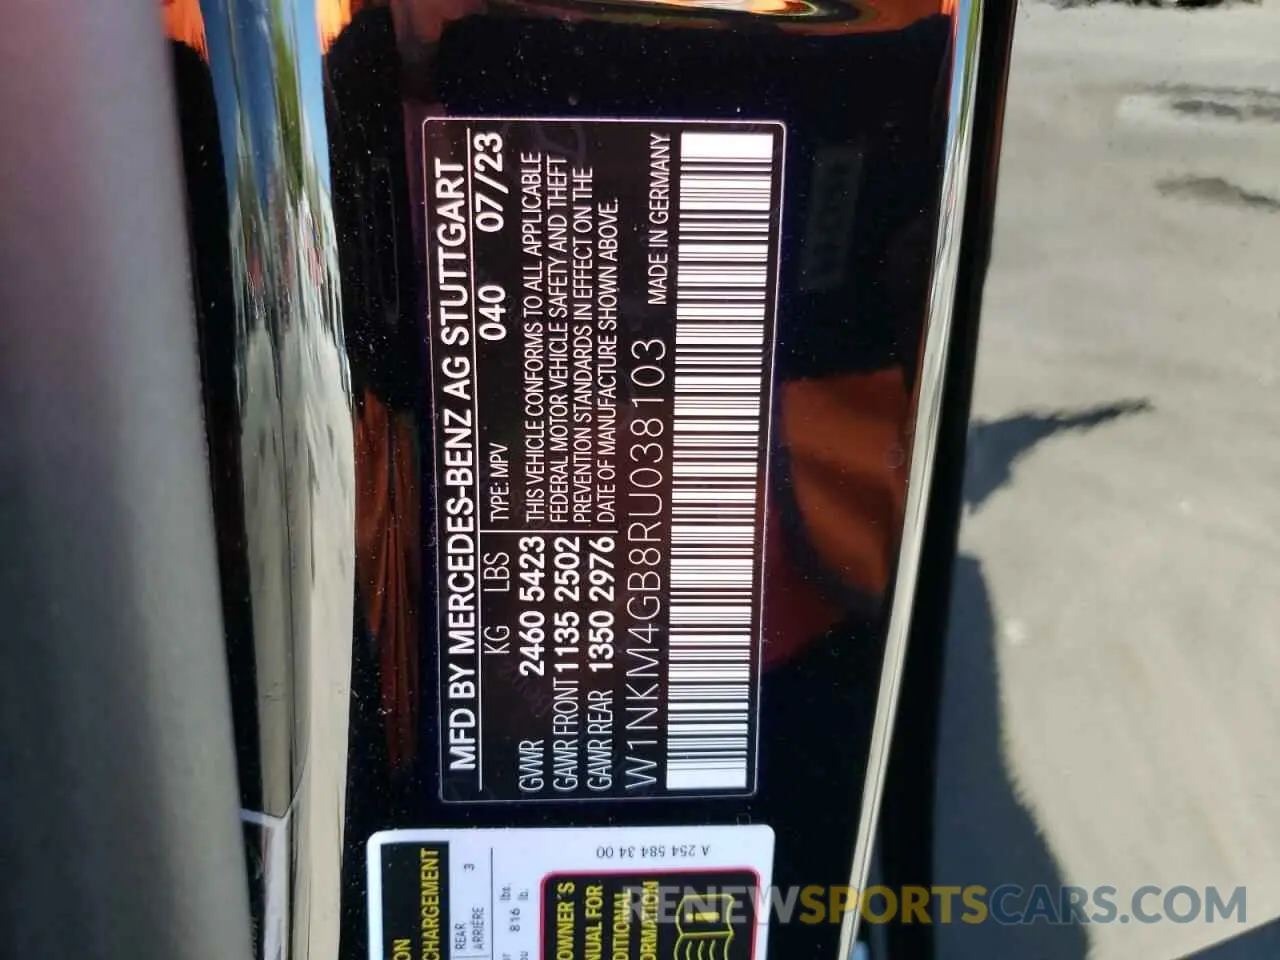 MFD BY MERCEDES-BENZ AG STUTTGART
KG LBS TYPE: MPV 040 07/23
GVWR 2460 5423 THIS VEHICLE CONFORMS TO ALL APPLICABLE
GAWR FRONT 1135 2502 FEDERAL MOTOR VEHICLE SAFETY AND THEFT
GAWR REAR 1350 2976 PREVENTION STANDARDS IN EFFECT ON THE
DATE OF MANUFACTURE SHOWN ABOVE.
W1NKM4GB8RU038103 MADE IN GERMANY
ON
CHARGEMENT
REAR
ARRIÈRE 3
816 lbs.
lb.
OWNER'S
NUAL FOR
DITIONAL
FORMATION
A 254 584 34 00
RENEWSPORTSCARS.COM